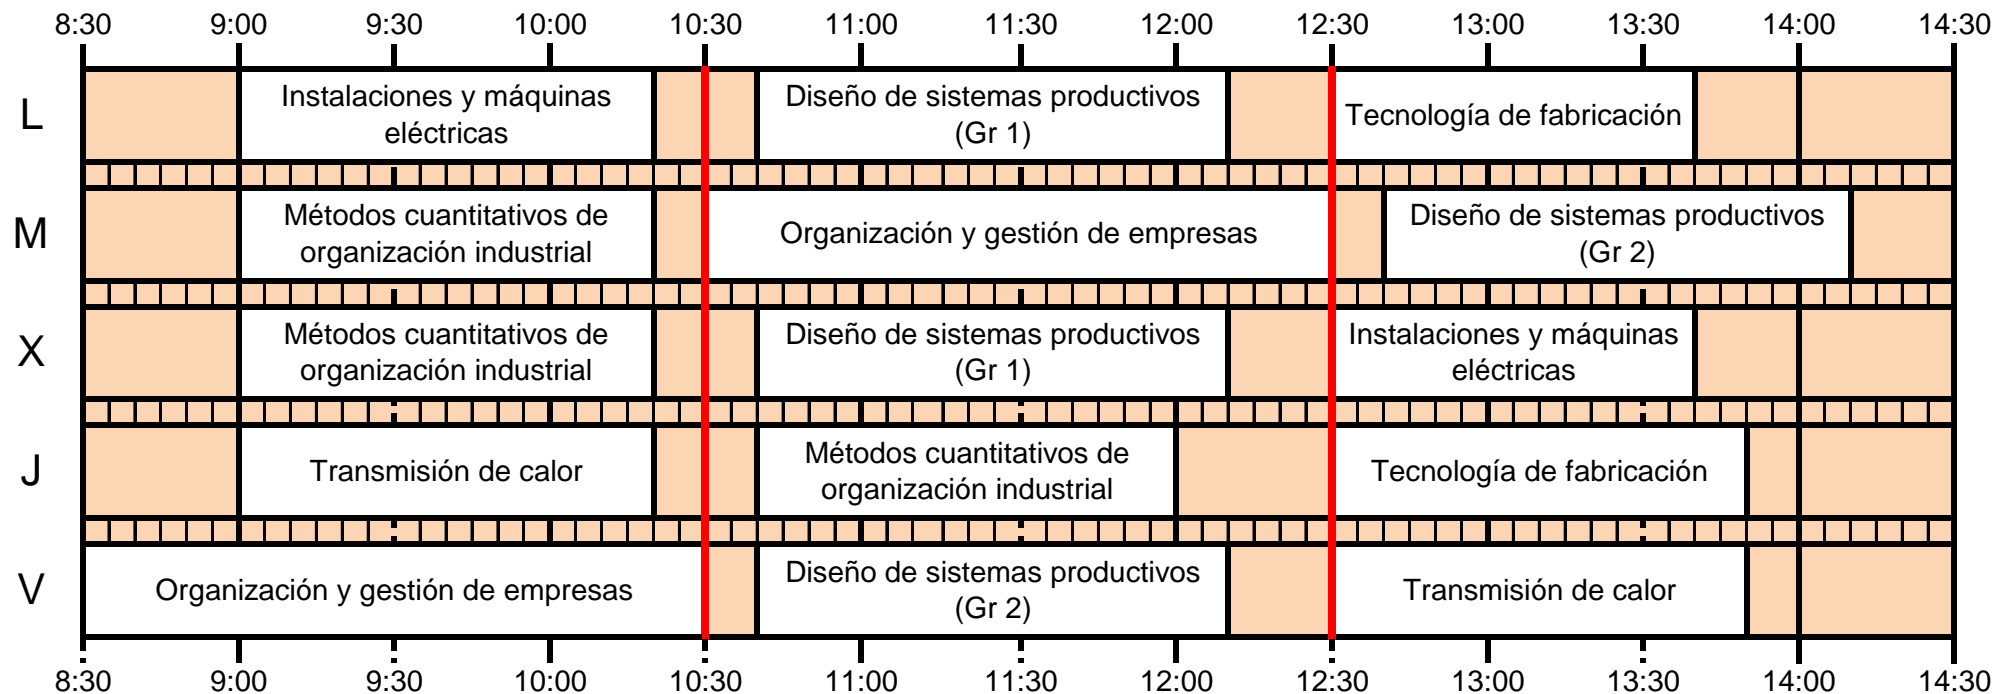 8:30 9:00 9:30 10:00 10:30 11:00 11:30 12:00 12:30 13:00 13:30 14:00 14:30
L
Instalaciones y máquinas
eléctricas
Diseño de sistemas productivos
(Gr 1)
Tecnología de fabricación
M
Métodos cuantitativos de
organización industrial
Organización y gestión de empresas
Diseño de sistemas productivos
(Gr 2)
X
Métodos cuantitativos de
organización industrial
Diseño de sistemas productivos
(Gr 1)
Instalaciones y máquinas
eléctricas
J
Transmisión de calor
Métodos cuantitativos de
organización industrial
Tecnología de fabricación
V
Organización y gestión de empresas
Diseño de sistemas productivos
(Gr 2)
Transmisión de calor
8:30 9:00 9:30 10:00 10:30 11:00 11:30 12:00 12:30 13:00 13:30 14:00 14:30